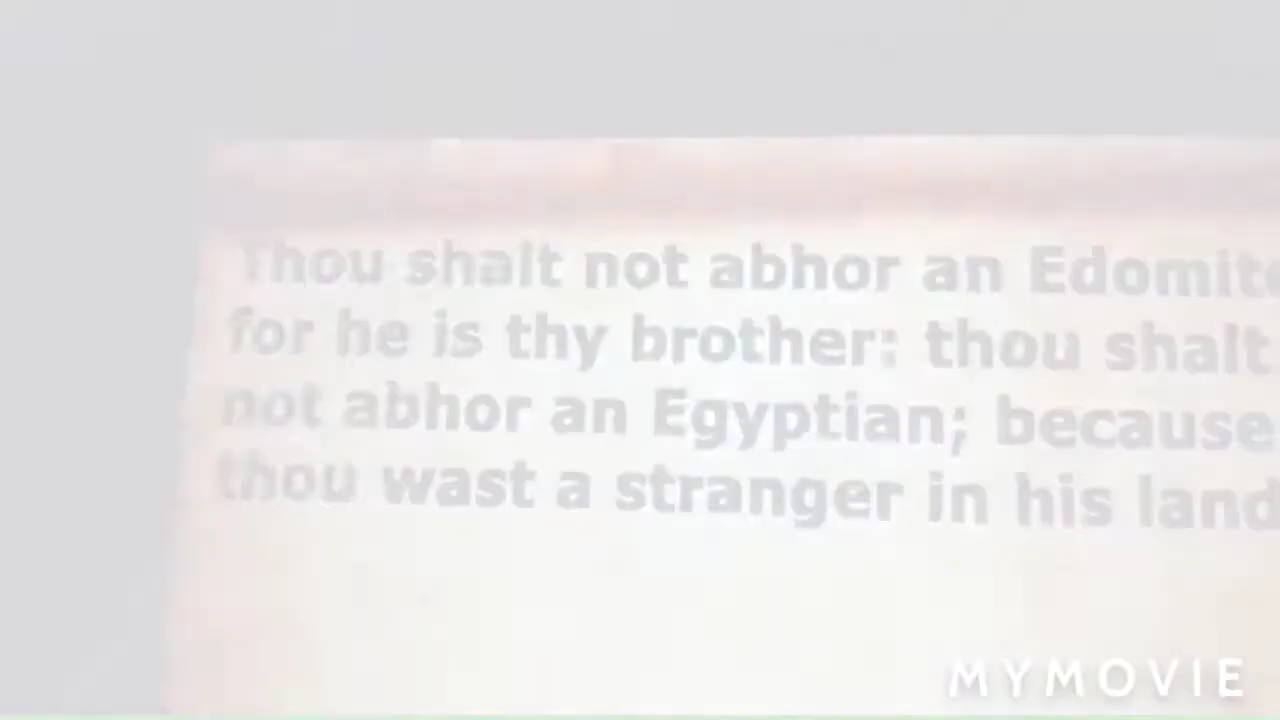 Thou shalt not abhor an Edomite
for he is thy brother: thou shalt
not abhor an Egyptian; because
thou wast a stranger in his land
MYMOVIE